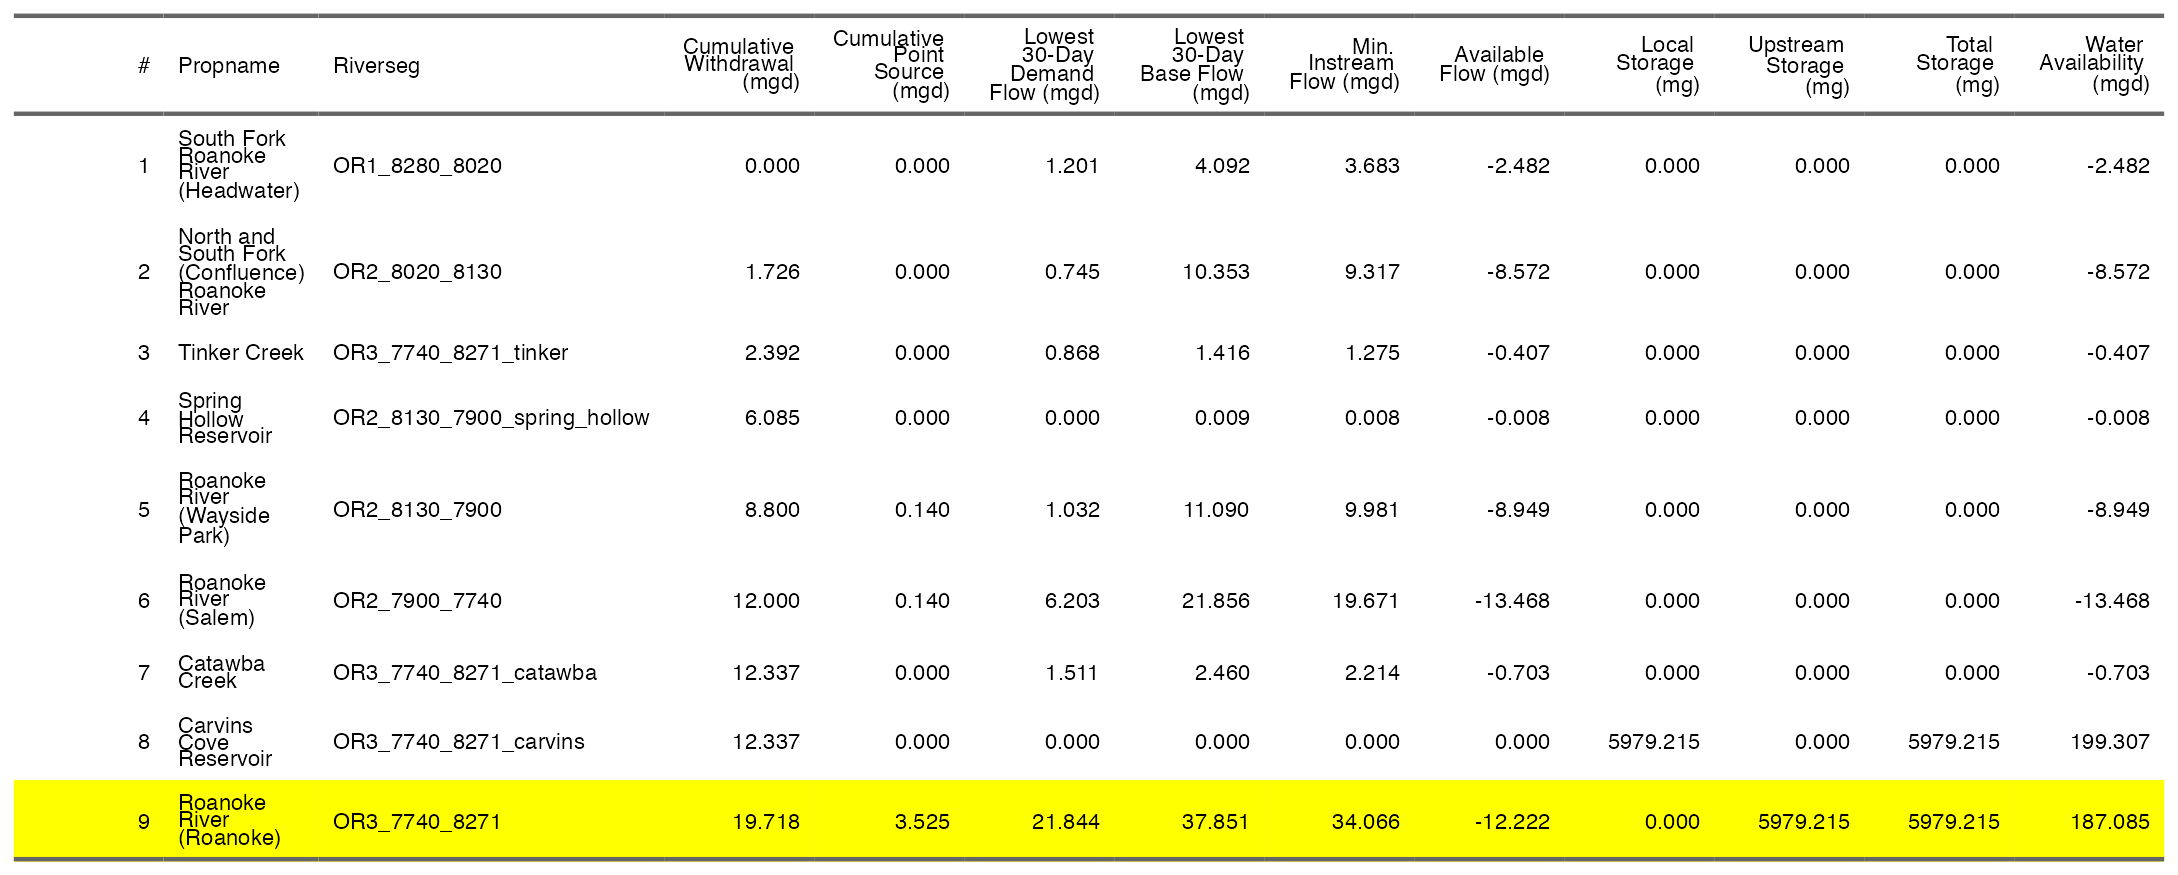 # Propname Riverseg Cumulative Withdrawal (mgd) Cumulative Point Source (mgd) Lowest 30-Day Demand Flow (mgd) Lowest 30-Day Base Flow (mgd) Min. Instream Flow (mgd) Available Flow (mgd) Local Storage (mg) Upstream Storage (mg) Total Storage (mg) Water Availability (mgd)
1 South Fork Roanoke River (Headwater) OR1_8280_8020 0.000 0.000 1.201 4.092 3.683 -2.482 0.000 0.000 0.000 -2.482
2 North and South Fork (Confluence) Roanoke River OR2_8020_8130 1.726 0.000 0.745 10.353 9.317 -8.572 0.000 0.000 0.000 -8.572
3 Tinker Creek OR3_7740_8271_tinker 2.392 0.000 0.868 1.416 1.275 -0.407 0.000 0.000 0.000 -0.407
4 Spring Hollow Reservoir OR2_8130_7900_spring_hollow 6.085 0.000 0.000 0.009 0.008 -0.008 0.000 0.000 0.000 -0.008
5 Roanoke River (Wayside Park) OR2_8130_7900 8.800 0.140 1.032 11.090 9.981 -8.949 0.000 0.000 0.000 -8.949
6 Roanoke River (Salem) OR2_7900_7740 12.000 0.140 6.203 21.856 19.671 -13.468 0.000 0.000 0.000 -13.468
7 Catawba Creek OR3_7740_8271_catawba 12.337 0.000 1.511 2.460 2.214 -0.703 0.000 0.000 0.000 -0.703
8 Carvins Cove Reservoir OR3_7740_8271_carvins 12.337 0.000 0.000 0.000 0.000 0.000 5979.215 0.000 5979.215 199.307
9 Roanoke River (Roanoke) OR3_7740_8271 19.718 3.525 21.844 37.851 34.066 -12.222 0.000 5979.215 5979.215 187.085